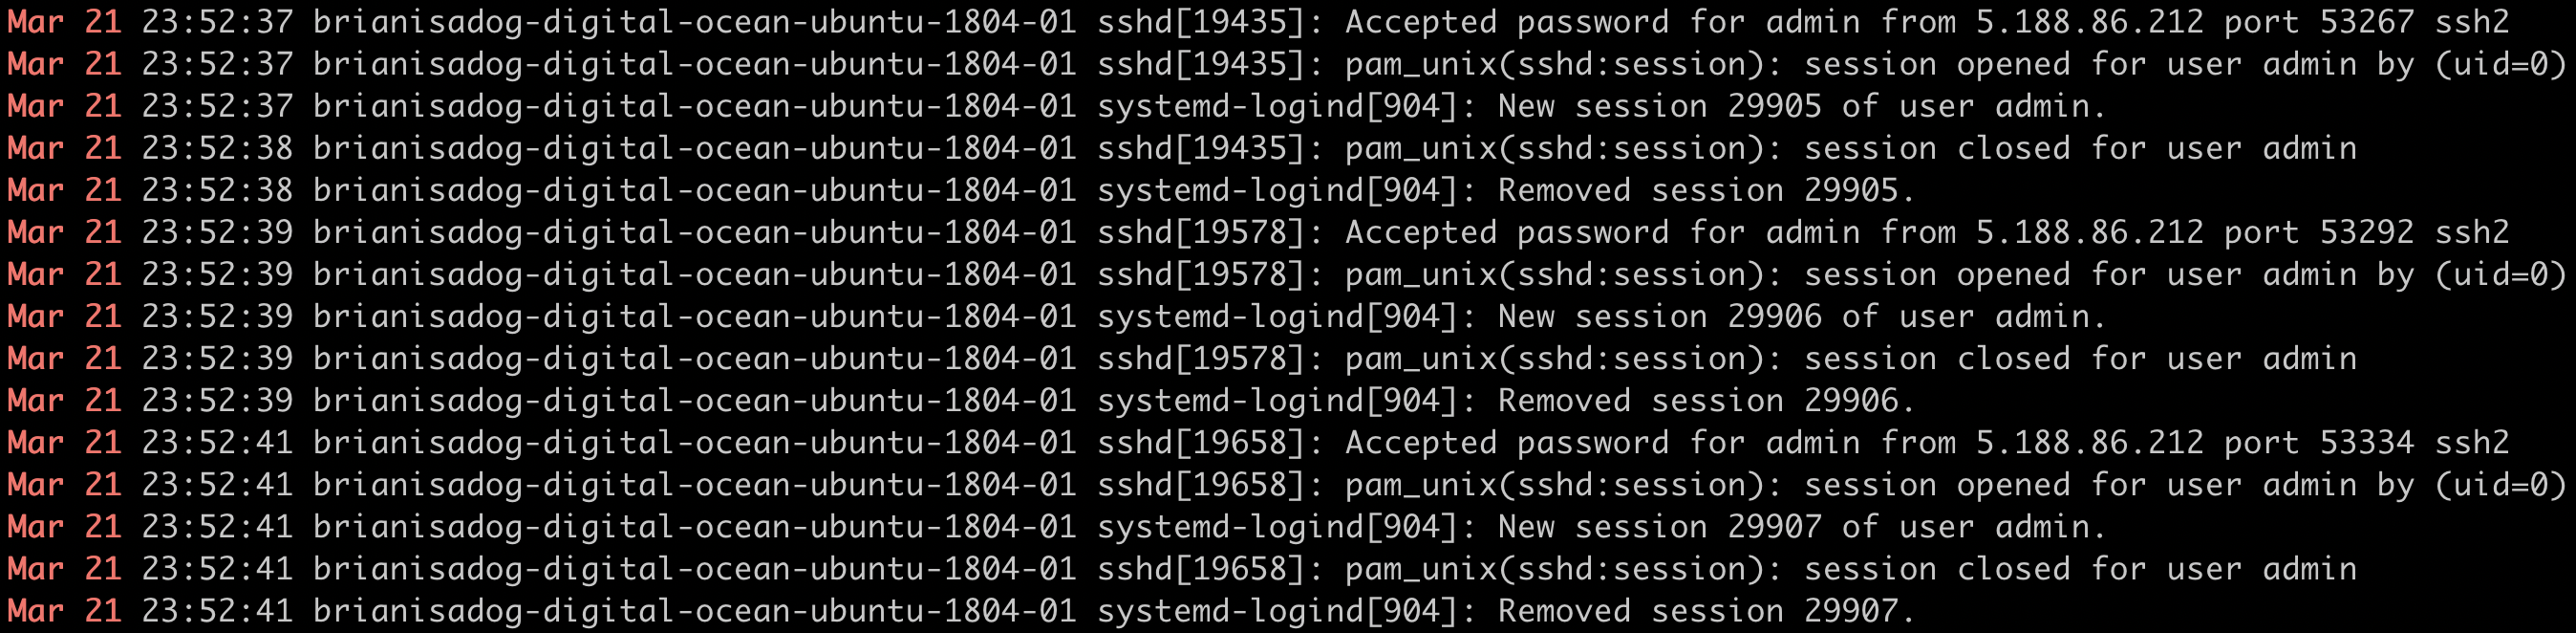 Mar 21 23:52:37 brianisadog-digital-ocean-ubuntu-1804-01 sshd[19435]: Accepted password for admin from 5.188.86.212 port 53267 ssh2
Mar 21 23:52:37 brianisadog-digital-ocean-ubuntu-1804-01 sshd[19435]: pam_unix(sshd:session): session opened for user admin by (uid=0)
Mar 21 23:52:37 brianisadog-digital-ocean-ubuntu-1804-01 systemd-logind[904]: New session 29905 of user admin.
Mar 21 23:52:38 brianisadog-digital-ocean-ubuntu-1804-01 sshd[19435]: pam_unix(sshd:session): session closed for user admin
Mar 21 23:52:38 brianisadog-digital-ocean-ubuntu-1804-01 systemd-logind[904]: Removed session 29905.
Mar 21 23:52:39 brianisadog-digital-ocean-ubuntu-1804-01 sshd[19578]: Accepted password for admin from 5.188.86.212 port 53292 ssh2
Mar 21 23:52:39 brianisadog-digital-ocean-ubuntu-1804-01 sshd[19578]: pam_unix(sshd:session): session opened for user admin by (uid=0)
Mar 21 23:52:39 brianisadog-digital-ocean-ubuntu-1804-01 systemd-logind[904]: New session 29906 of user admin.
Mar 21 23:52:39 brianisadog-digital-ocean-ubuntu-1804-01 sshd[19578]: pam_unix(sshd:session): session closed for user admin
Mar 21 23:52:39 brianisadog-digital-ocean-ubuntu-1804-01 systemd-logind[904]: Removed session 29906.
Mar 21 23:52:41 brianisadog-digital-ocean-ubuntu-1804-01 sshd[19658]: Accepted password for admin from 5.188.86.212 port 53334 ssh2
Mar 21 23:52:41 brianisadog-digital-ocean-ubuntu-1804-01 sshd[19658]: pam_unix(sshd:session): session opened for user admin by (uid=0)
Mar 21 23:52:41 brianisadog-digital-ocean-ubuntu-1804-01 systemd-logind[904]: New session 29907 of user admin.
Mar 21 23:52:41 brianisadog-digital-ocean-ubuntu-1804-01 sshd[19658]: pam_unix(sshd:session): session closed for user admin
Mar 21 23:52:41 brianisadog-digital-ocean-ubuntu-1804-01 systemd-logind[904]: Removed session 29907.